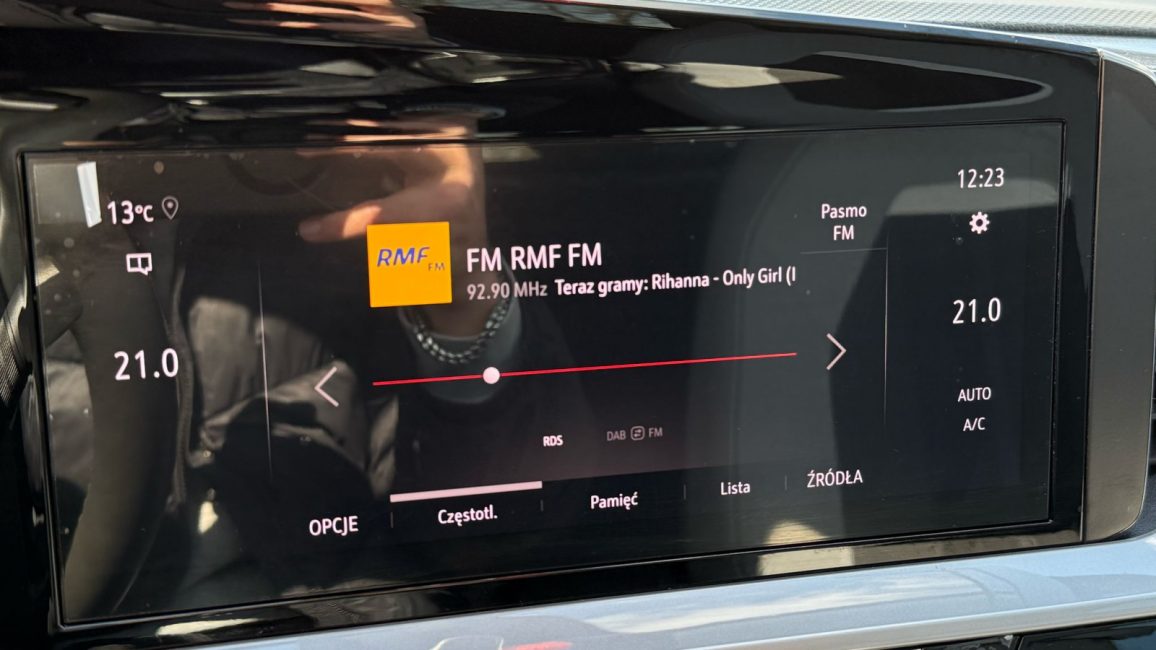 13°C
21.0
RMF FM
FM RMF FM
92.90 MHz Teraz gramy: Rihanna - Only Girl (I
Pasmo
FM
12:23
21.0
AUTO
A/C
RDS
DAB FM
OPCJE
Częstotl.
Pamięć
Lista
ŹRÓDŁA